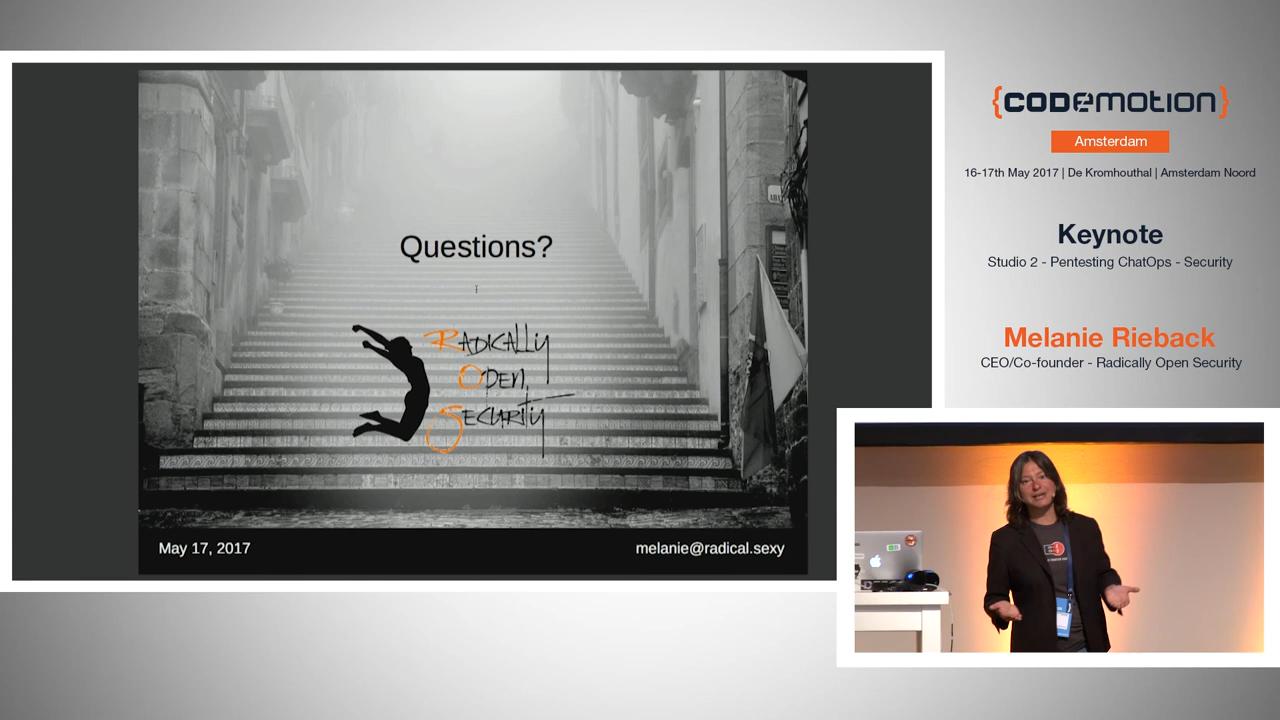 Questions?
Radically
Open
Security
May 17, 2017
melanie@radical.sexy
{codemotion}
Amsterdam
16-17th May 2017 | De Kromhouthal | Amsterdam Noord
Keynote
Studio 2 - Pentesting ChatOps - Security
Melanie Rieback
CEO/Co-founder - Radically Open Security